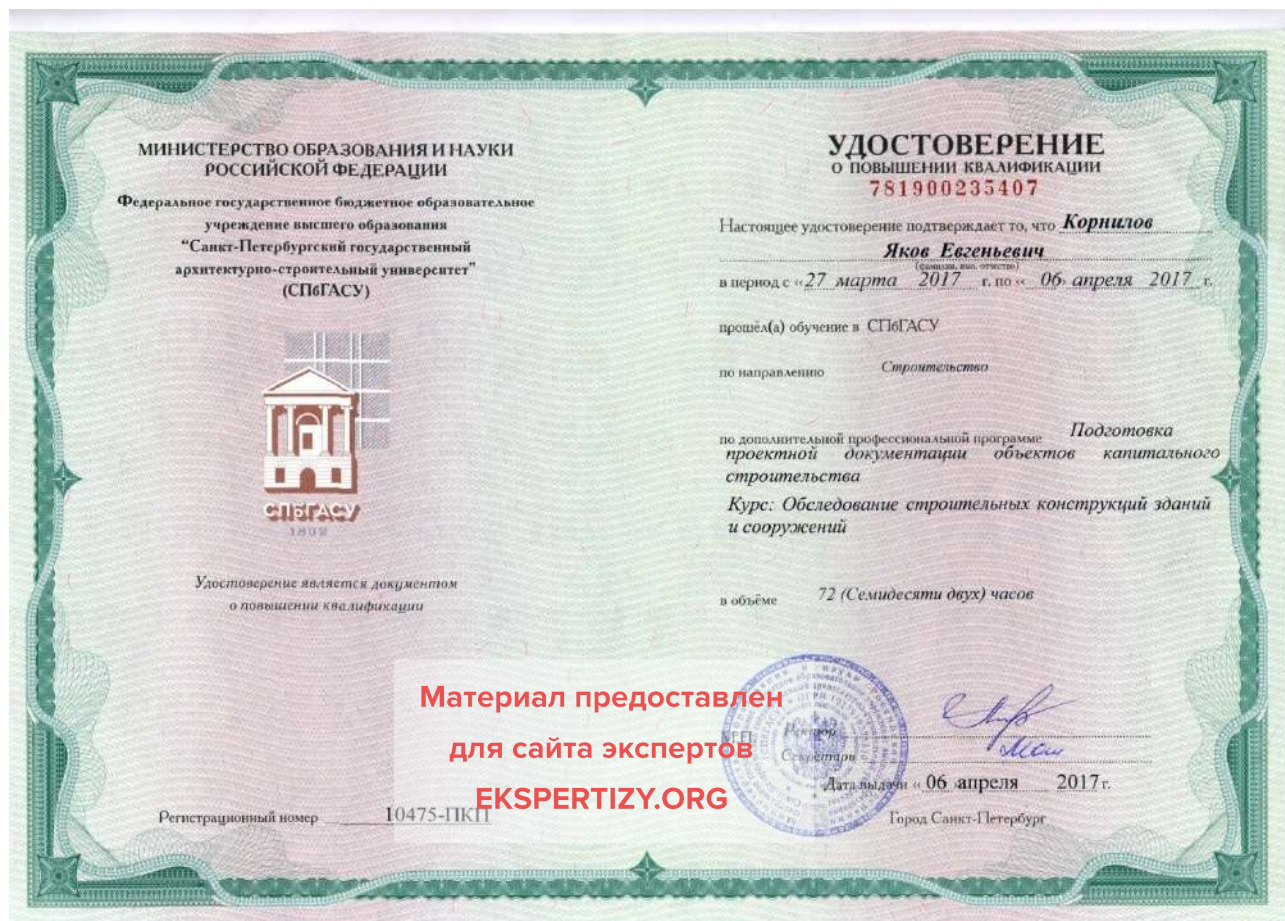 МИНИСТЕРСТВО ОБРАЗОВАНИЯ И НАУКИ
РОССИЙСКОЙ ФЕДЕРАЦИИ
Федеральное государственное бюджетное образовательное
учреждение высшего образования
"Санкт-Петербургский государственный
архитектурно-строительный университет"
(СПбГАСУ)
СПБГАСУ
1832
Удостоверение является документом
о повышении квалификации
Регистрационный номер 10475-ПКП
УДОСТОВЕРЕНИЕ
О ПОВЫШЕНИИ КВАЛИФИКАЦИИ
781900235407
Настоящее удостоверение подтверждает то, что Корнилов
Яков Евгеньевич
(фамилия, имя, отчество)
в период с «27 марта 2017 г. по « 06» апреля 2017 г.
прошёл(а) обучение в СПбГАСУ
по направлению Строительство
по дополнительной профессиональной программе Подготовка
проектной документации объектов капитального
строительства
Курс: Обследование строительных конструкций зданий
и сооружений
в объёме 72 (Семидесяти двух) часов
М.П.
Ректор
Секретарь
Дата выдачи « 06 апреля 2017 г.
Город Санкт-Петербург
Материал предоставлен
для сайта экспертов
EKSPERTIZY.ORG